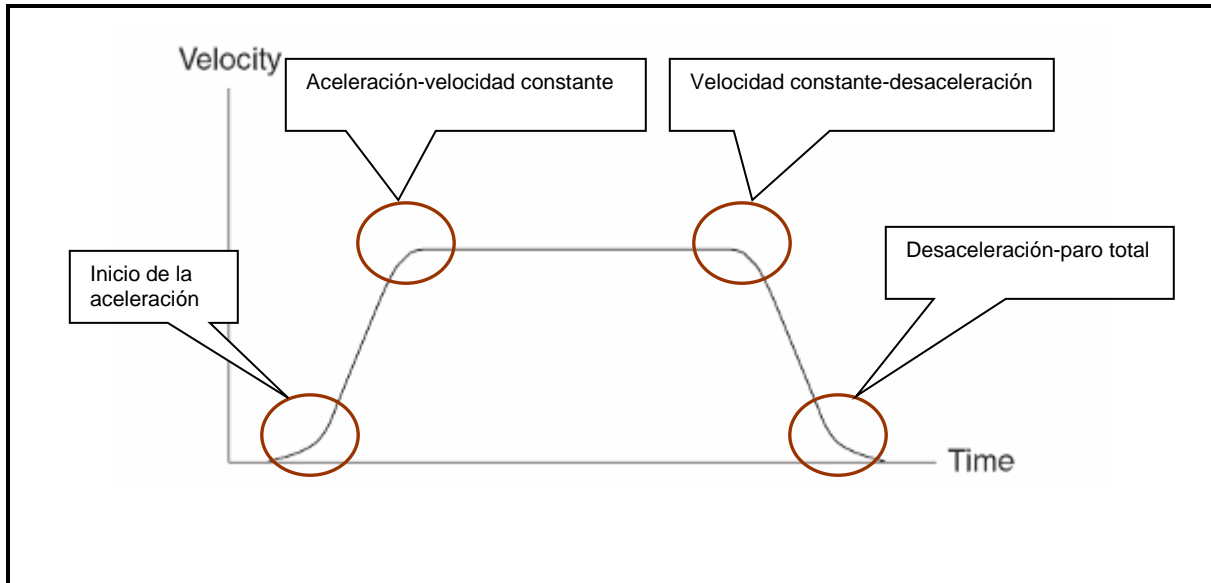 Velocity
Aceleración-velocidad constante
Velocidad constante-desaceleración
Desaceleración-paro total
Inicio de la
aceleración
Time